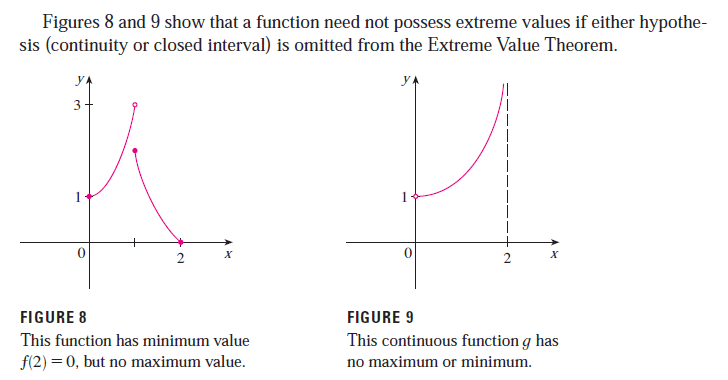 Figures 8 and 9 show that a function need not possess extreme values if either hypothe-
sis (continuity or closed interval) is omitted from the Extreme Value Theorem.
y
3
1
0
2
x
y
1
0
2
x
FIGURE 8
This function has minimum value
f(2) = 0, but no maximum value.
FIGURE 9
This continuous function g has
no maximum or minimum.